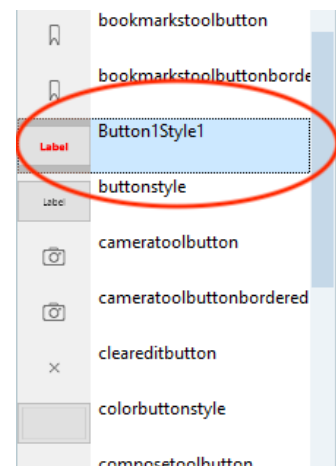 bookmarkstoolbutton
bookmarkstoolbuttonborde
Label
Button1Style1
Label
buttonstyle
cameratoolbutton
cameratoolbuttonbordered
cleareditbutton
colorbuttonstyle
composetoolbutton